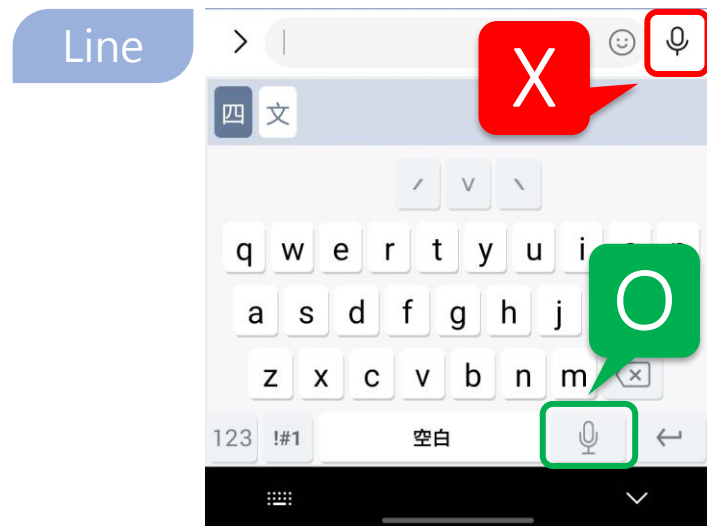 Line
X
四 文
ˊ ˇ ˋ
q w e r t y u i
O
a s d f g h j
z x c v b n m
123 !#1 空白